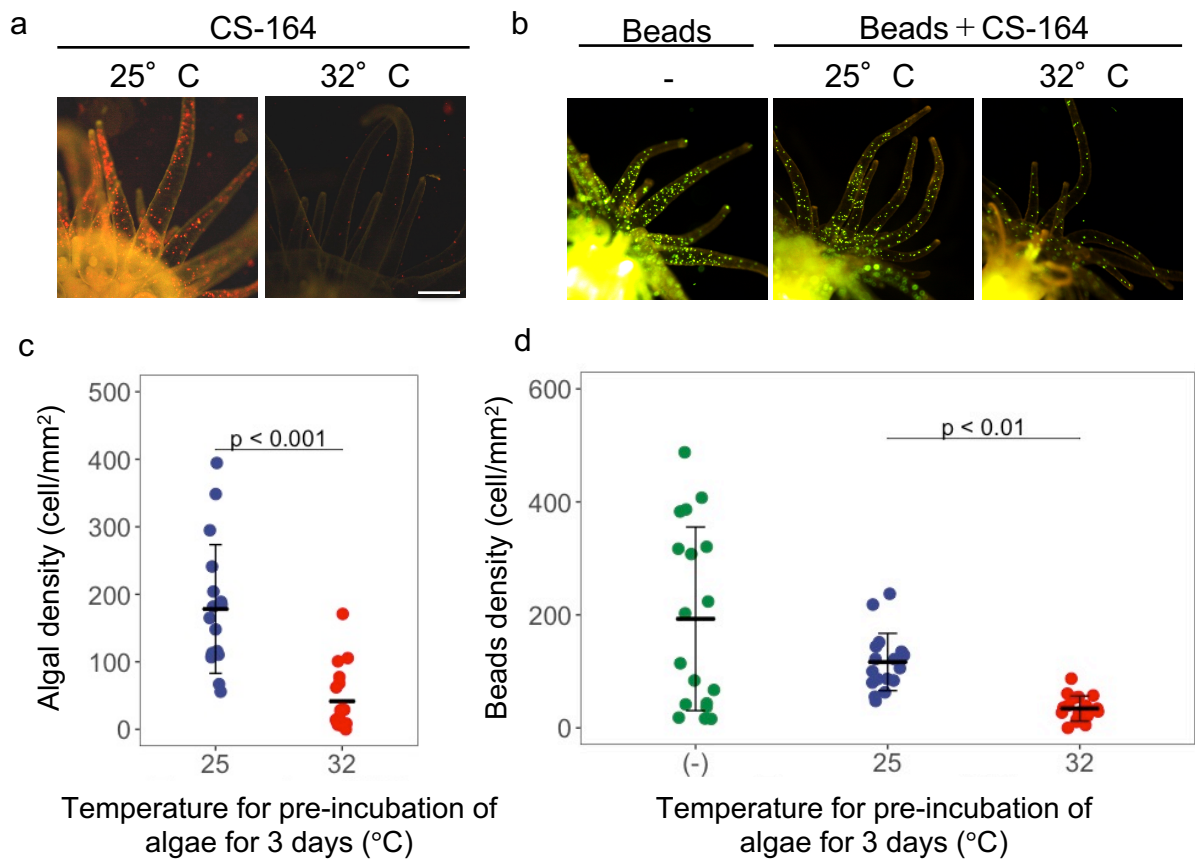 a
CS-164
25° C
32° C
b
Beads
Beads + CS-164
-
25° C
32° C
c
Algal density (cell/mm²)
500
400
300
200
100
0
p < 0.001
25
32
Temperature for pre-incubation of
algae for 3 days (°C)
d
Beads density (cell/mm²)
600
400
200
0
p < 0.01
(-)
25
32
Temperature for pre-incubation of
algae for 3 days (°C)